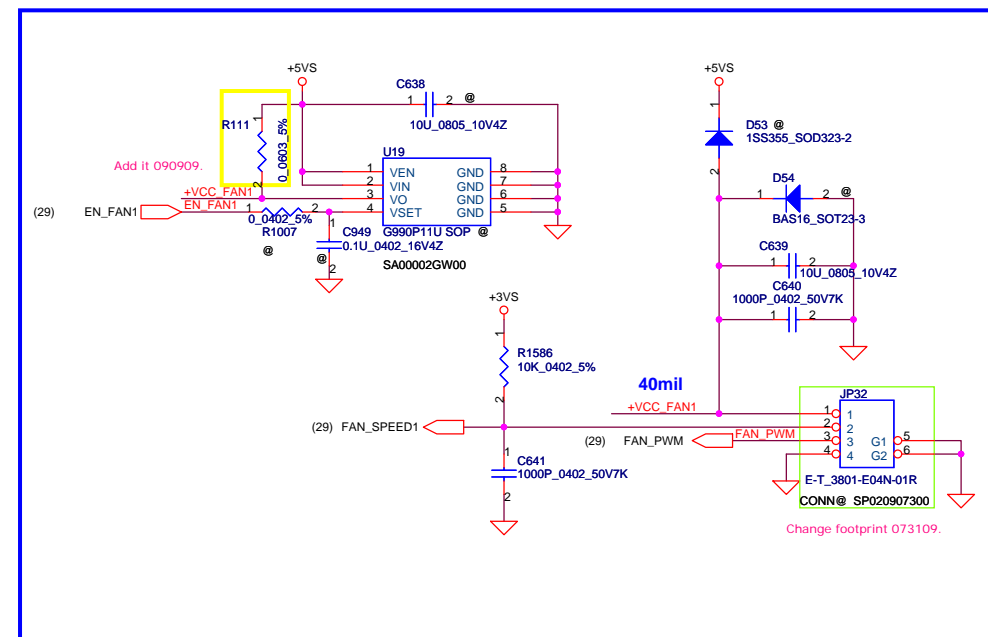 +5VS
C638
1 2 @
10U_0805_10V4Z
R111
1
0_0603_5%
2
Add it 090909.
U19
1 VEN GND 8
2 VIN GND 7
3 VO GND 6
4 VSET GND 5
G990P11U SOP @
SA00002GW00
+VCC_FAN1
(29) EN_FAN1
EN_FAN1
1 2
0_0402_5%
R1007
@
1
C949
0.1U_0402_16V4Z
@
2
+5VS
1
D53 @
1SS355_SOD323-2
2
D54
1 2 @
BAS16_SOT23-3
C639
1 2
10U_0805_10V4Z
C640
1000P_0402_50V7K
1 2
+3VS
1
R1586
10K_0402_5%
2
40mil
+VCC_FAN1
(29) FAN_SPEED1
(29) FAN_PWM
FAN_PWM
1
C641
1000P_0402_50V7K
2
JP32
1 1
2 2
3 3 G1 5
4 4 G2 6
E-T_3801-E04N-01R
CONN@ SP020907300
Change footprint 073109.